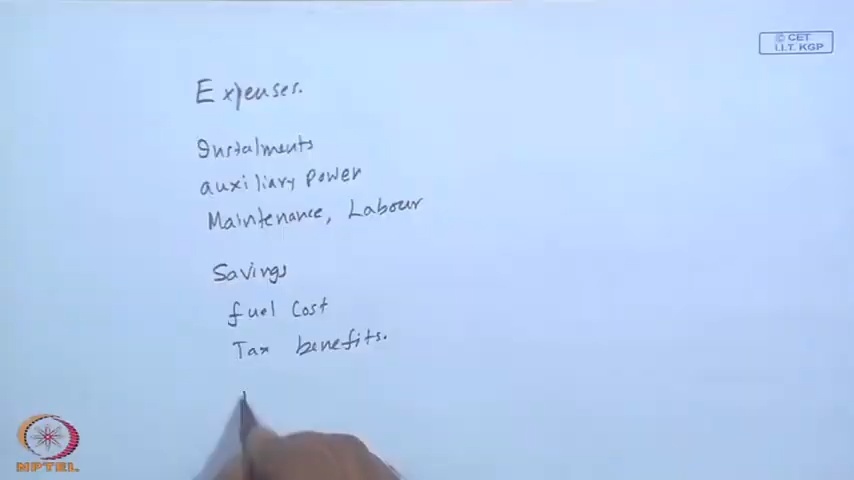 © CET
I.I.T. KGP
Expenses.
Instalments
auxiliary power
Maintenance, Labour
Savings
fuel Cost
Tax benefits.
NPTEL